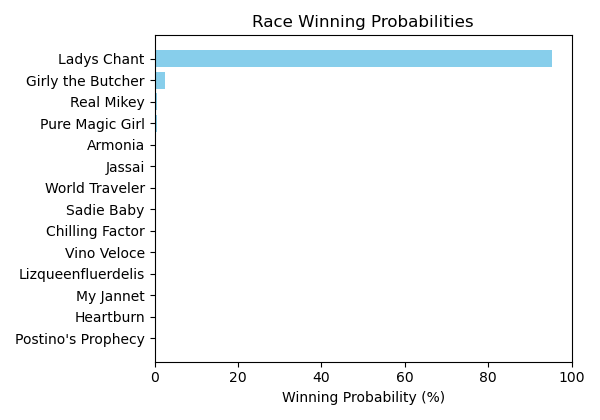 Race Winning Probabilities
Ladys Chant
Girly the Butcher
Real Mikey
Pure Magic Girl
Armonia
Jassai
World Traveler
Sadie Baby
Chilling Factor
Vino Veloce
Lizqueenfluerdelis
My Jannet
Heartburn
Postino's Prophecy
0 20 40 60 80 100
Winning Probability (%)